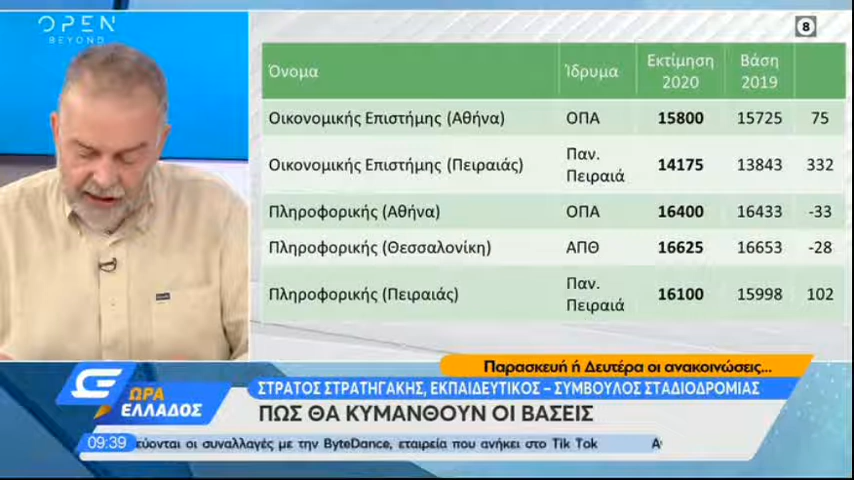 OPEN
BEYOND
8
Όνομα Ίδρυμα Εκτίμηση 2020 Βάση 2019
Οικονομικής Επιστήμης (Αθήνα) ΟΠΑ 15800 15725 75
Οικονομικής Επιστήμης (Πειραιάς) Παν. Πειραιά 14175 13843 332
Πληροφορικής (Αθήνα) ΟΠΑ 16400 16433 -33
Πληροφορικής (Θεσσαλονίκη) ΑΠΘ 16625 16653 -28
Πληροφορικής (Πειραιάς) Παν. Πειραιά 16100 15998 102
Παρασκευή ή Δευτέρα οι ανακοινώσεις...
ΩΡΑ
ΕΛΛΑΔΟΣ
ΣΤΡΑΤΟΣ ΣΤΡΑΤΗΓΑΚΗΣ, ΕΚΠΑΙΔΕΥΤΙΚΟΣ – ΣΥΜΒΟΥΛΟΣ ΣΤΑΔΙΟΔΡΟΜΙΑΣ
ΠΩΣ ΘΑ ΚΥΜΑΝΘΟΥΝ ΟΙ ΒΑΣΕΙΣ
09:39 εύονται οι συναλλαγές με την ByteDance, εταιρεία που ανήκει στο Tik Tok